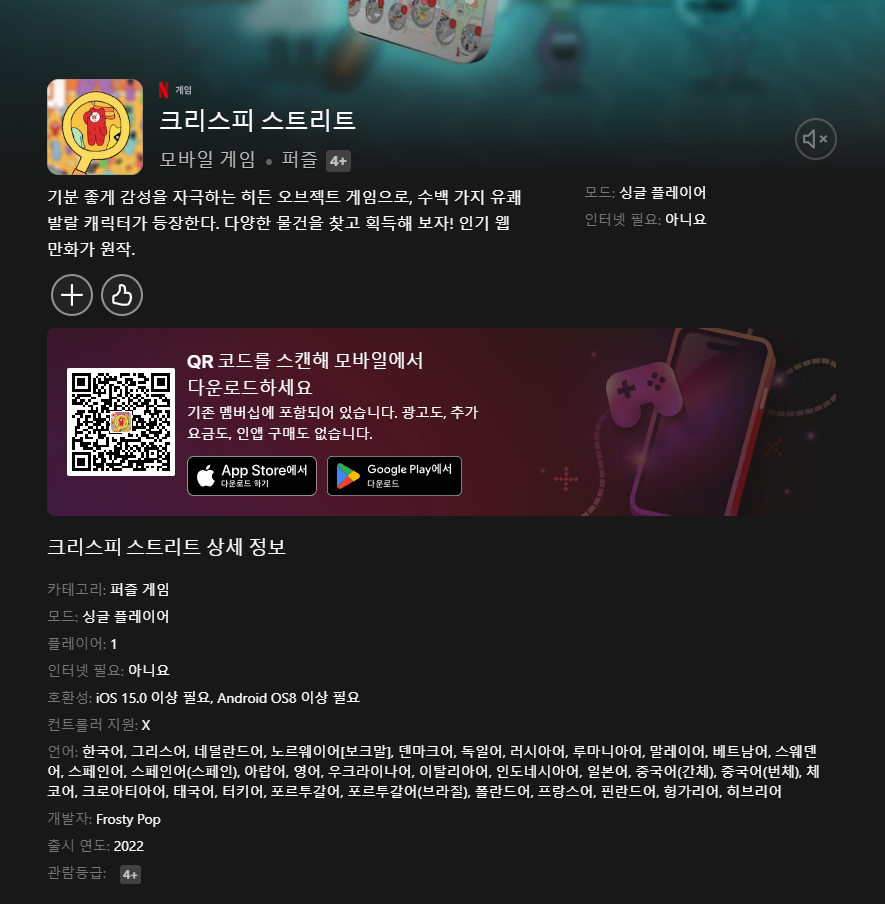 N 게임
크리스피 스트리트
모바일 게임 • 퍼즐 4+
기분 좋게 감성을 자극하는 히든 오브젝트 게임으로, 수백 가지 유쾌
발랄 캐릭터가 등장한다. 다양한 물건을 찾고 획득해 보자! 인기 웹
만화가 원작.
모드: 싱글 플레이어
인터넷 필요: 아니요
QR 코드를 스캔해 모바일에서
다운로드하세요
기존 멤버십에 포함되어 있습니다. 광고도, 추가
요금도, 인앱 구매도 없습니다.
App Store에서
다운로드 하기
Google Play에서
다운로드
크리스피 스트리트 상세 정보
카테고리: 퍼즐 게임
모드: 싱글 플레이어
플레이어: 1
인터넷 필요: 아니요
호환성: iOS 15.0 이상 필요, Android OS8 이상 필요
컨트롤러 지원: X
언어: 한국어, 그리스어, 네덜란드어, 노르웨이어[보크말], 덴마크어, 독일어, 러시아어, 루마니아어, 말레이어, 베트남어, 스웨덴
어, 스페인어, 스페인어(스페인), 아랍어, 영어, 우크라이나어, 이탈리아어, 인도네시아어, 일본어, 중국어(간체), 중국어(번체), 체
코어, 크로아티아어, 태국어, 터키어, 포르투갈어, 포르투갈어(브라질), 폴란드어, 프랑스어, 핀란드어, 헝가리어, 히브리어
개발자: Frosty Pop
출시 연도: 2022
관람등급: 4+